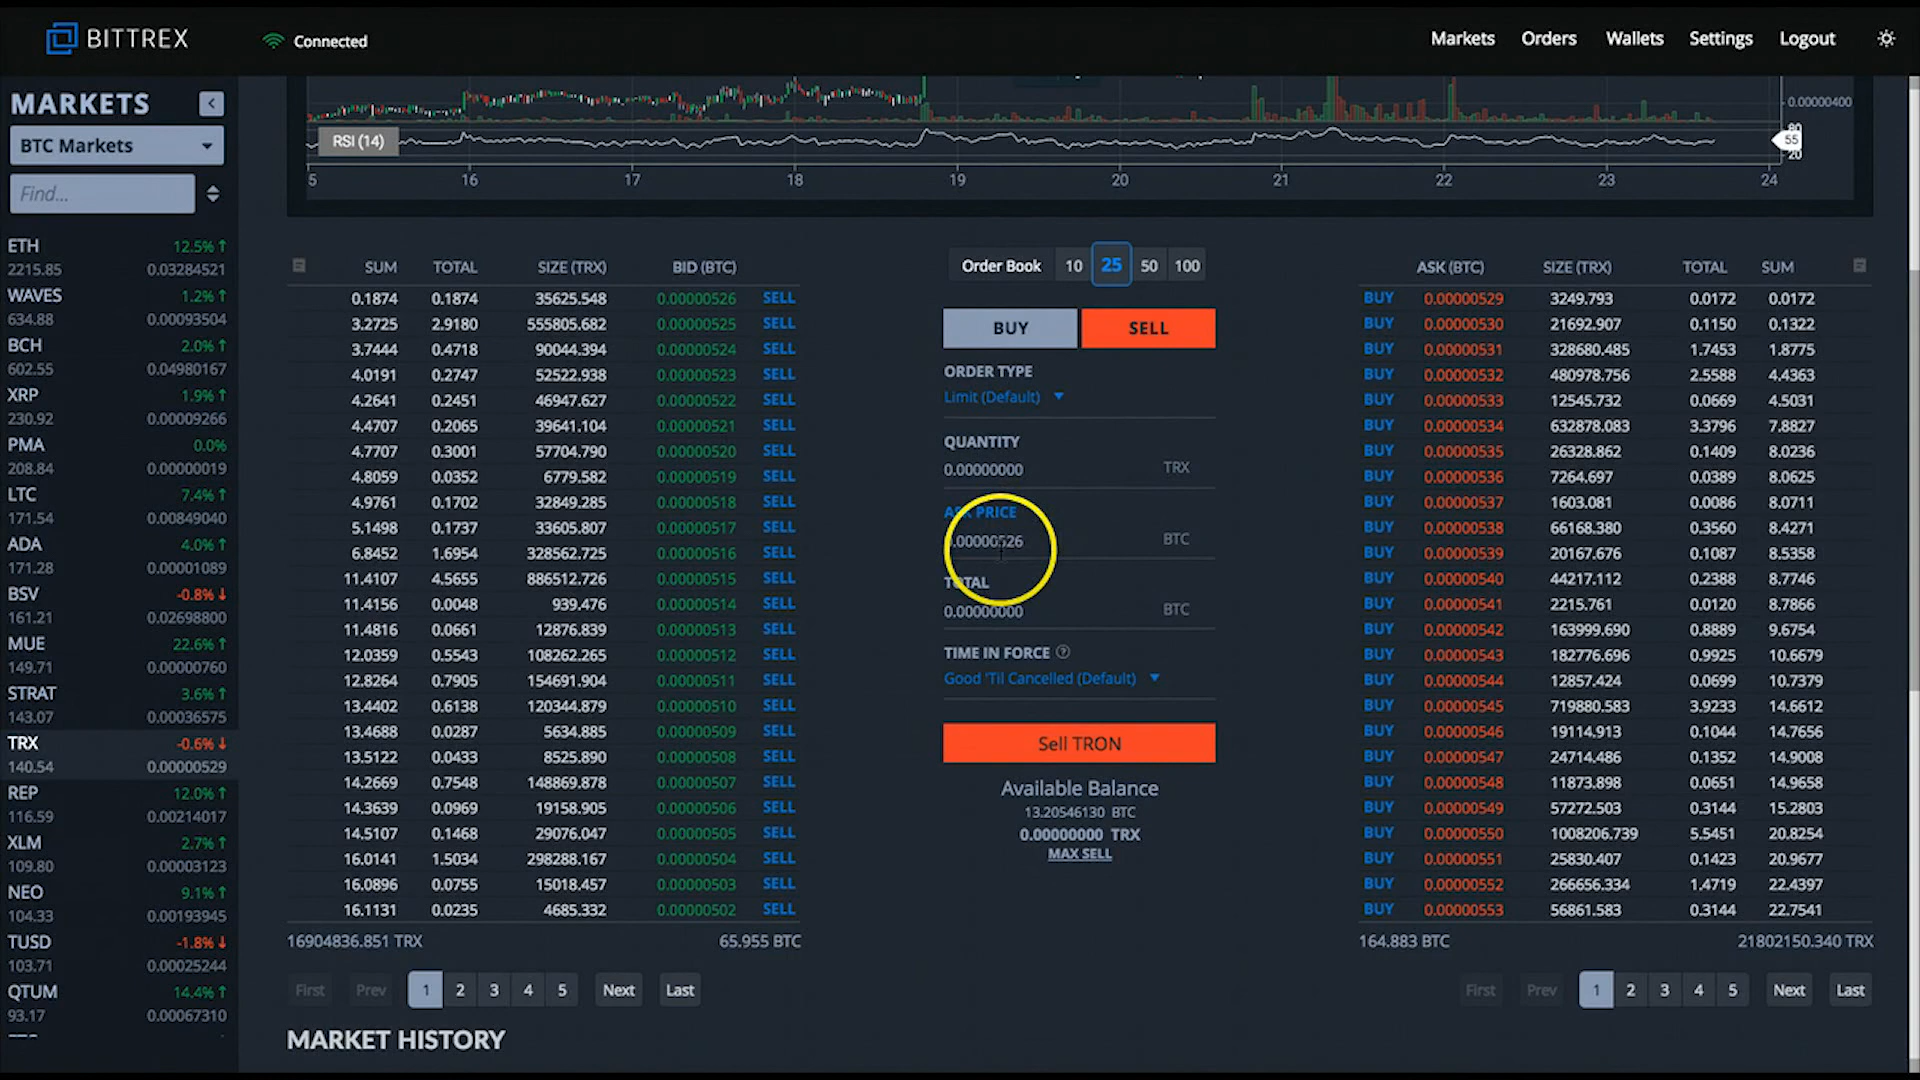 BITTREX
Connected
Markets Orders Wallets Settings Logout
MARKETS
BTC Markets
Find...
ETH 12.5% ↑
2215.85 0.03284521
WAVES 1.2% ↑
634.88 0.00093504
BCH 2.0% ↑
602.55 0.04980167
XRP 1.9% ↑
230.92 0.00009266
PMA 0.0%
208.84 0.00000019
LTC 7.4% ↑
171.54 0.00849040
ADA 4.0% ↑
171.28 0.00001089
BSV -0.8% ↓
161.21 0.02698800
MUE 22.6% ↑
149.71 0.00000760
STRAT 3.6% ↑
143.07 0.00036575
TRX -0.6% ↓
140.54 0.00000529
REP 12.0% ↑
116.59 0.00214017
XLM 2.7% ↑
109.80 0.00003123
NEO 9.1% ↑
104.33 0.00193945
TUSD -1.8% ↓
103.71 0.00025244
QTUM 14.4% ↑
93.17 0.00067310
0.00000400
RSI (14)
80
55
20
5 16 17 18 19 20 21 22 23 24
SUM TOTAL SIZE (TRX) BID (BTC)
0.1874 0.1874 35625.548 0.00000526 SELL
3.2725 2.9180 555805.682 0.00000525 SELL
3.7444 0.4718 90044.394 0.00000524 SELL
4.0191 0.2747 52522.938 0.00000523 SELL
4.2641 0.2451 46947.627 0.00000522 SELL
4.4707 0.2065 39641.104 0.00000521 SELL
4.7707 0.3001 57704.790 0.00000520 SELL
4.8059 0.0352 6779.582 0.00000519 SELL
4.9761 0.1702 32849.285 0.00000518 SELL
5.1498 0.1737 33605.807 0.00000517 SELL
6.8452 1.6954 328562.725 0.00000516 SELL
11.4107 4.5655 886512.726 0.00000515 SELL
11.4156 0.0048 939.476 0.00000514 SELL
11.4816 0.0661 12876.839 0.00000513 SELL
12.0359 0.5543 108262.265 0.00000512 SELL
12.8264 0.7905 154691.904 0.00000511 SELL
13.4402 0.6138 120344.879 0.00000510 SELL
13.4688 0.0287 5634.885 0.00000509 SELL
13.5122 0.0433 8525.890 0.00000508 SELL
14.2669 0.7548 148869.878 0.00000507 SELL
14.3639 0.0969 19158.905 0.00000506 SELL
14.5107 0.1468 29076.047 0.00000505 SELL
16.0141 1.5034 298288.167 0.00000504 SELL
16.0896 0.0755 15018.457 0.00000503 SELL
16.1131 0.0235 4685.332 0.00000502 SELL
16904836.851 TRX 65.955 BTC
First Prev 1 2 3 4 5 Next Last
Order Book 10 25 50 100
BUY SELL
ORDER TYPE
Limit (Default)
QUANTITY
0.00000000 TRX
ASK PRICE
0.00000526 BTC
TOTAL
0.00000000 BTC
TIME IN FORCE ?
Good 'Til Cancelled (Default)
Sell TRON
Available Balance
13.20546130 BTC
0.00000000 TRX
MAX SELL
ASK (BTC) SIZE (TRX) TOTAL SUM
BUY 0.00000529 3249.793 0.0172 0.0172
BUY 0.00000530 21692.907 0.1150 0.1322
BUY 0.00000531 328680.485 1.7453 1.8775
BUY 0.00000532 480978.756 2.5588 4.4363
BUY 0.00000533 12545.732 0.0669 4.5031
BUY 0.00000534 632878.083 3.3796 7.8827
BUY 0.00000535 26328.862 0.1409 8.0236
BUY 0.00000536 7264.697 0.0389 8.0625
BUY 0.00000537 1603.081 0.0086 8.0711
BUY 0.00000538 66168.380 0.3560 8.4271
BUY 0.00000539 20167.676 0.1087 8.5358
BUY 0.00000540 44217.112 0.2388 8.7746
BUY 0.00000541 2215.761 0.0120 8.7866
BUY 0.00000542 163999.690 0.8889 9.6754
BUY 0.00000543 182776.696 0.9925 10.6679
BUY 0.00000544 12857.424 0.0699 10.7379
BUY 0.00000545 719880.583 3.9233 14.6612
BUY 0.00000546 19114.913 0.1044 14.7656
BUY 0.00000547 24714.486 0.1352 14.9008
BUY 0.00000548 11873.898 0.0651 14.9658
BUY 0.00000549 57272.503 0.3144 15.2803
BUY 0.00000550 1008206.739 5.5451 20.8254
BUY 0.00000551 25830.407 0.1423 20.9677
BUY 0.00000552 266656.334 1.4719 22.4397
BUY 0.00000553 56861.583 0.3144 22.7541
164.883 BTC 21802150.340 TRX
First Prev 1 2 3 4 5 Next Last
MARKET HISTORY